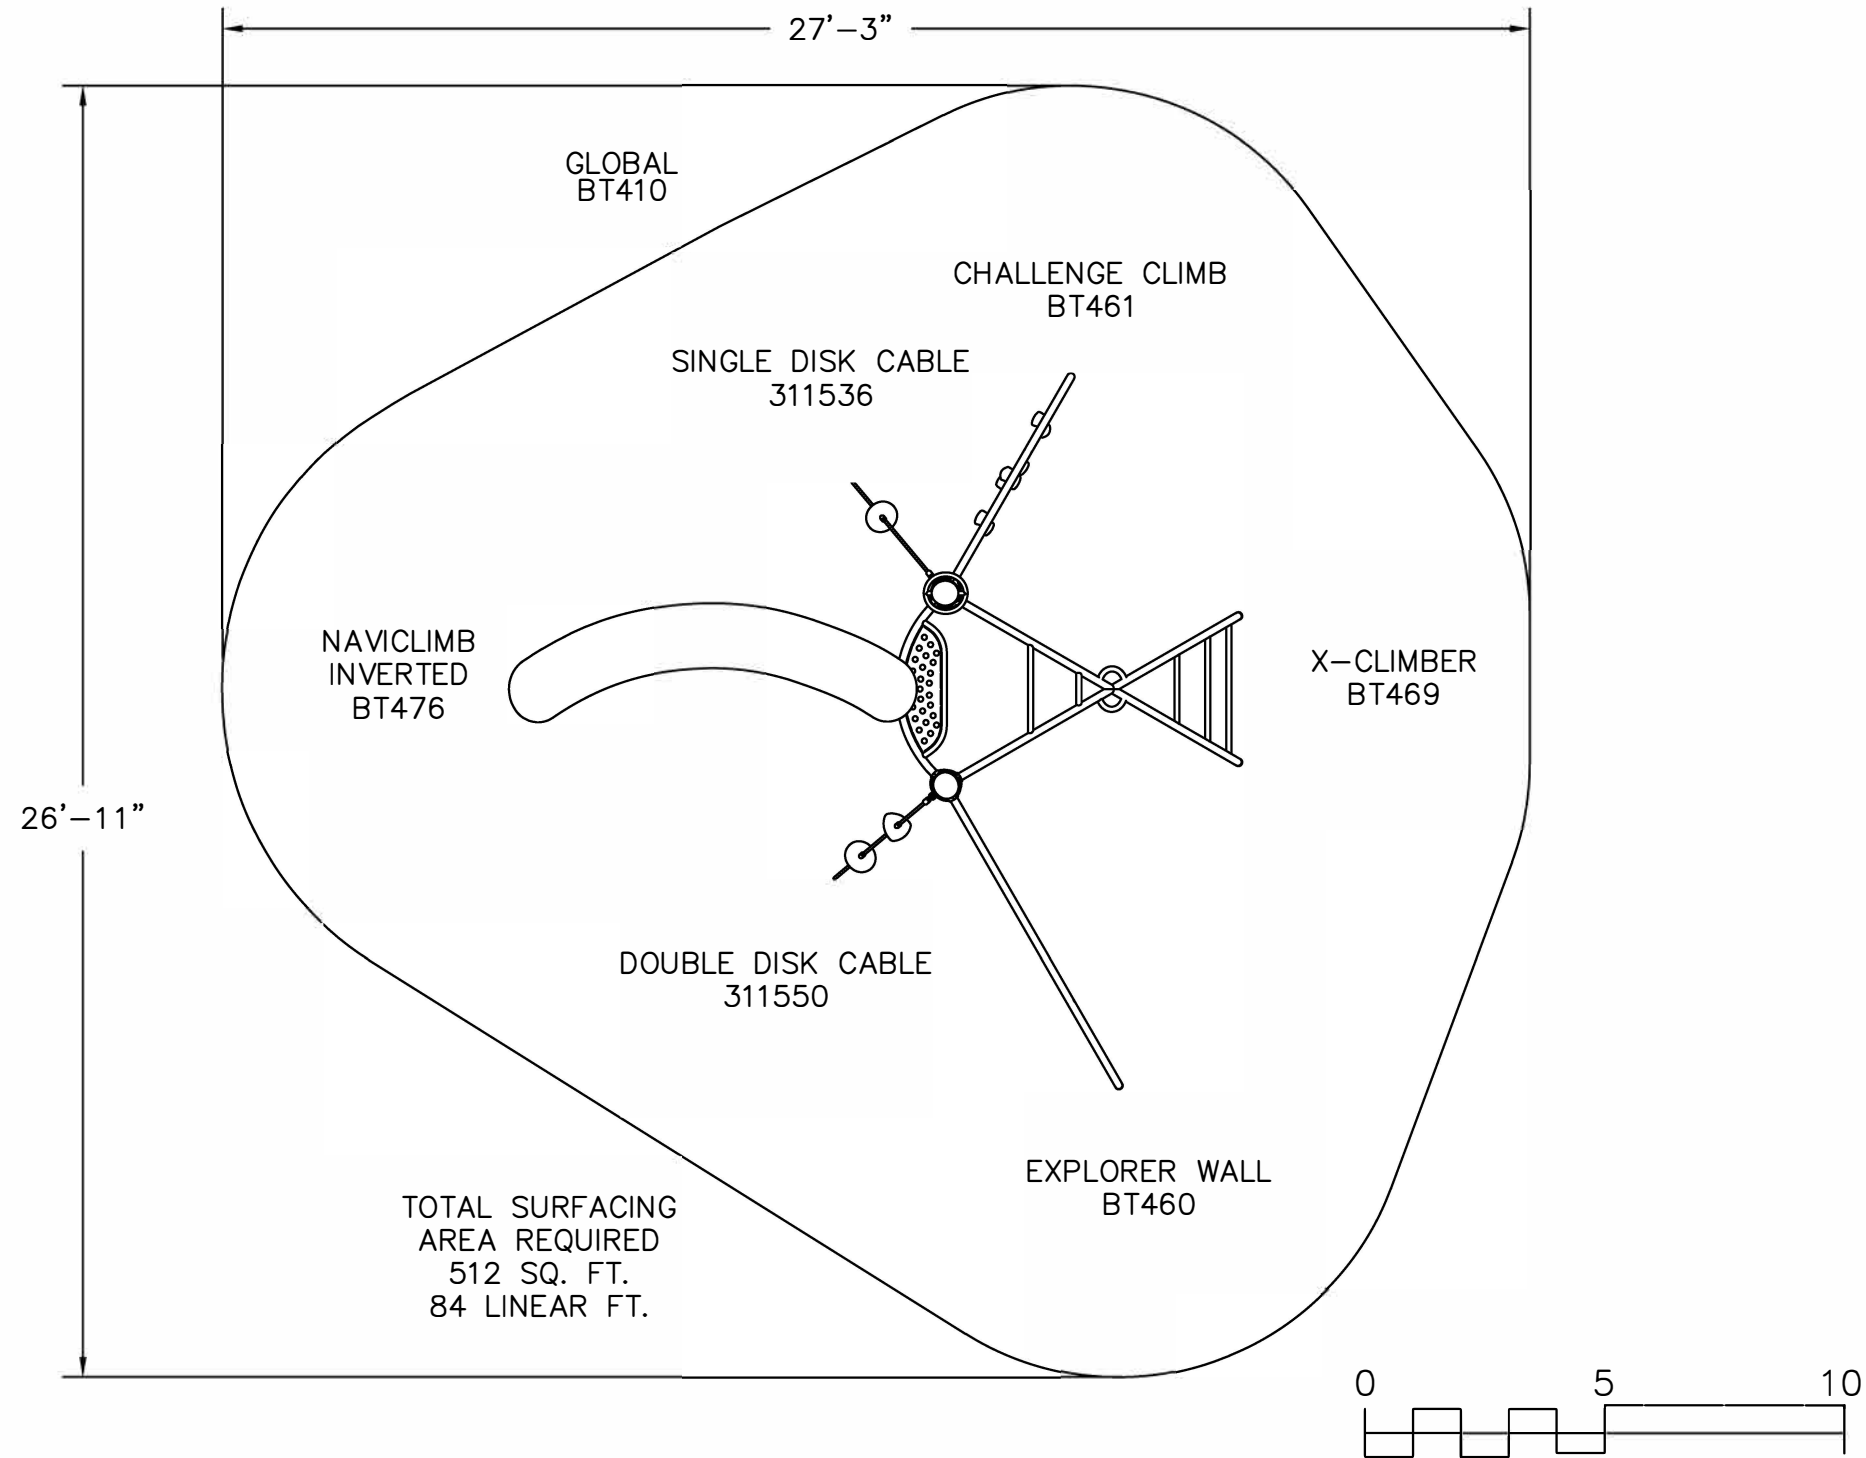 27'-3"
GLOBAL
BT410
CHALLENGE CLIMB
BT461
SINGLE DISK CABLE
311536
NAVICLIMB
INVERTED
BT476
X-CLIMBER
BT469
26'-11"
DOUBLE DISK CABLE
311550
EXPLORER WALL
BT460
TOTAL SURFACING
AREA REQUIRED
512 SQ. FT.
84 LINEAR FT.
0 5 10